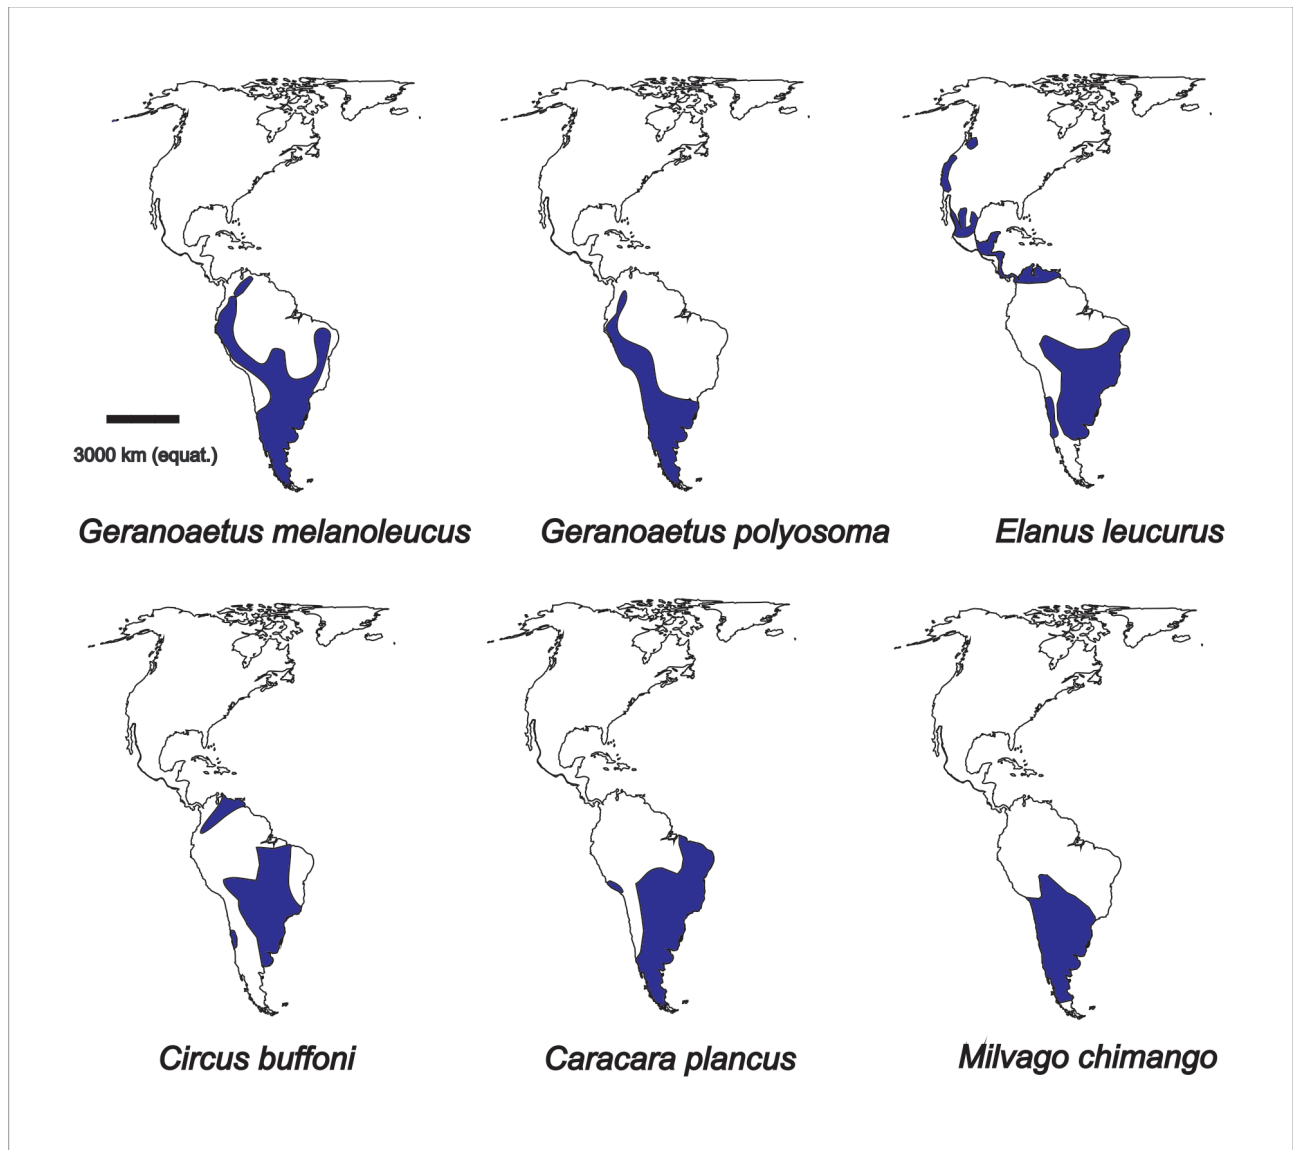 3000 km (equat.)
Geranoaetus melanoleucus
Geranoaetus polyosoma
Elanus leucurus
Circus buffoni
Caracara plancus
Milvago chimango